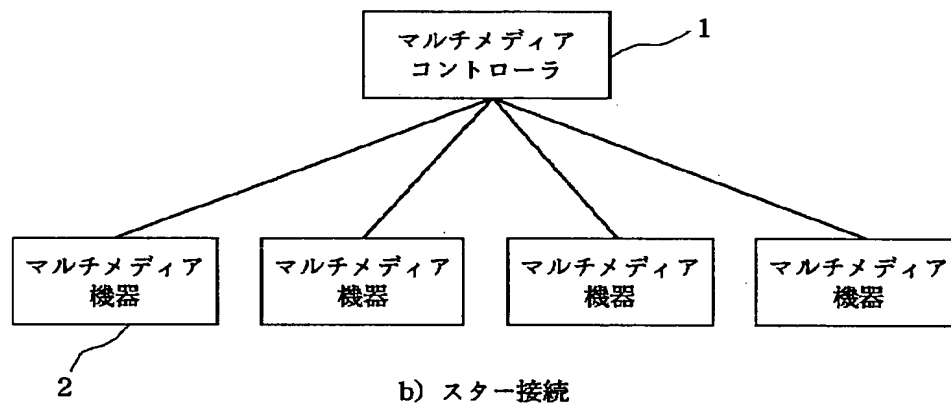 マルチメディア
コントローラ
1
マルチメディア
機器
マルチメディア
機器
マルチメディア
機器
マルチメディア
機器
2
b) スター接続